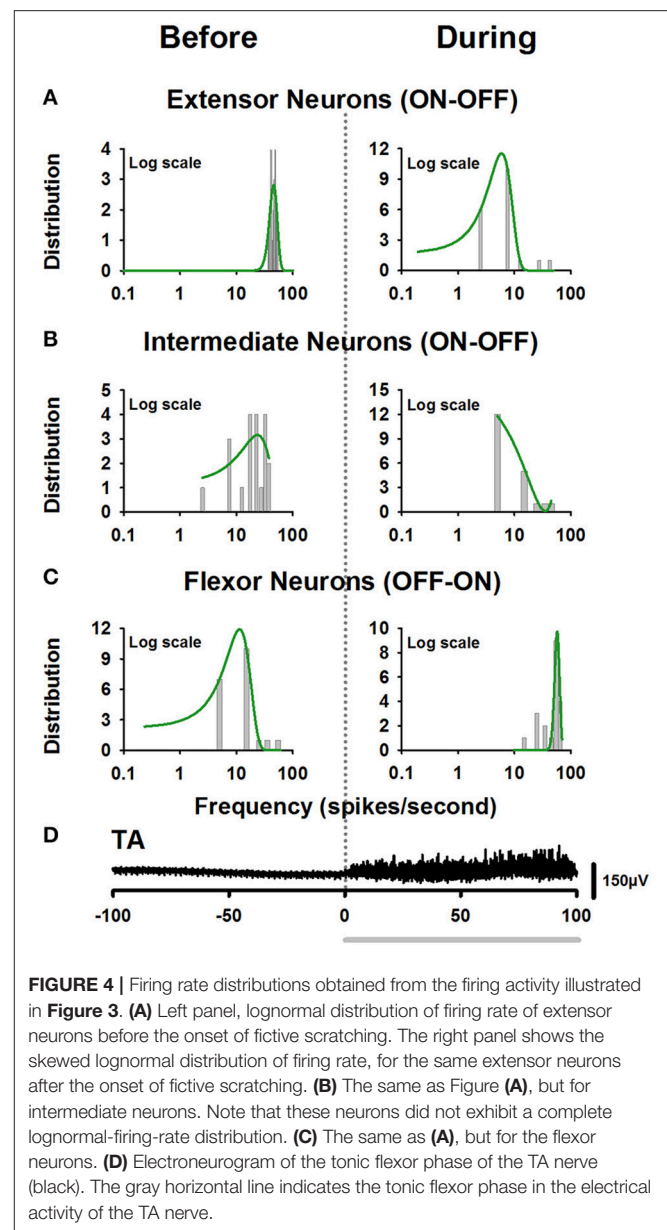 Before During
A Extensor Neurons (ON-OFF)
Distribution
4
3
2
1
0
Log scale
0.1 1 10 100
12
9
6
3
0
Log scale
0.1 1 10 100
B Intermediate Neurons (ON-OFF)
Distribution
5
4
3
2
1
0
Log scale
0.1 1 10 100
15
12
9
6
3
0
Log scale
0.1 1 10 100
C Flexor Neurons (OFF-ON)
Distribution
12
9
6
3
0
Log scale
0.1 1 10 100
10
8
6
4
2
0
Log scale
0.1 1 10 100
Frequency (spikes/second)
D TA
150µV
-100 -50 0 50 100
FIGURE 4 | Firing rate distributions obtained from the firing activity illustrated
in Figure 3. (A) Left panel, lognormal distribution of firing rate of extensor
neurons before the onset of fictive scratching. The right panel shows the
skewed lognormal distribution of firing rate, for the same extensor neurons
after the onset of fictive scratching. (B) The same as Figure (A), but for
intermediate neurons. Note that these neurons did not exhibit a complete
lognormal-firing-rate distribution. (C) The same as (A), but for the flexor
neurons. (D) Electroneurogram of the tonic flexor phase of the TA nerve
(black). The gray horizontal line indicates the tonic flexor phase in the electrical
activity of the TA nerve.